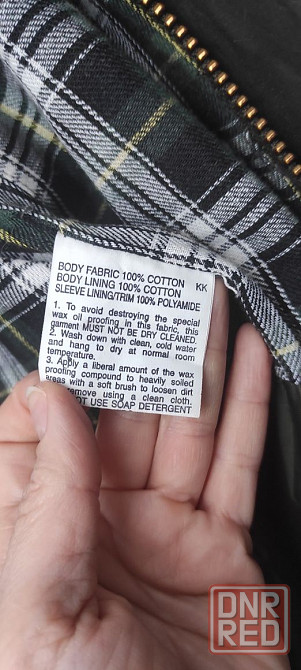 BODY FABRIC 100% COTTON KK
BODY LINING 100% COTTON
SLEEVE LINING/TRIM 100% POLYAMIDE
1. To avoid destroying the special
wax oil proofing in this fabric, this
garment MUST NOT BE DRY CLEANED.
2. Wash down with clean, cold water
and hang to dry at normal room
temperature.
3. Apply a liberal amount of the wax
proofing compound to heavily soiled
areas with a soft brush to loosen dirt
remove using a clean cloth.
NOT USE SOAP DETERGENT
DNR
RED